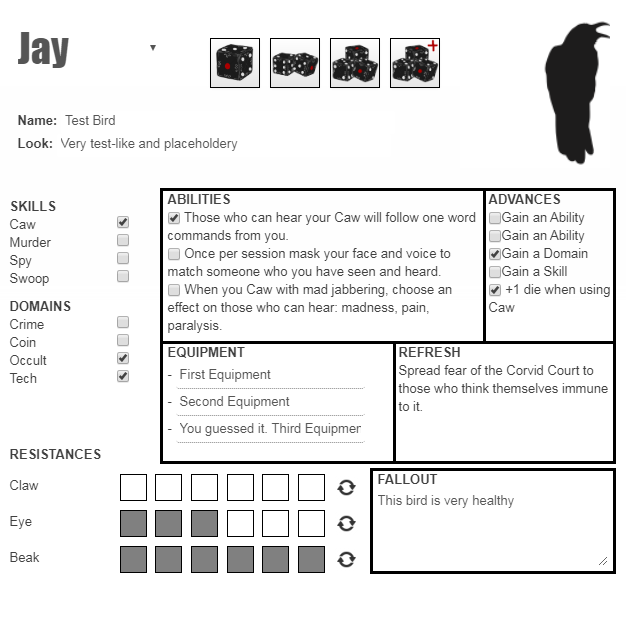 Jay
Name: Test Bird
Look: Very test-like and placeholdery
SKILLS
Caw
Murder
Spy
Swoop
DOMAINS
Crime
Coin
Occult
Tech
ABILITIES
Those who can hear your Caw will follow one word
commands from you.
Once per session mask your face and voice to
match someone who you have seen and heard.
When you Caw with mad jabbering, choose an
effect on those who can hear: madness, pain,
paralysis.
ADVANCES
Gain an Ability
Gain an Ability
Gain a Domain
Gain a Skill
+1 die when using
Caw
EQUIPMENT
- First Equipment
- Second Equipment
- You guessed it. Third Equipmer
REFRESH
Spread fear of the Corvid Court to
those who think themselves immune
to it.
RESISTANCES
Claw
Eye
Beak
FALLOUT
This bird is very healthy